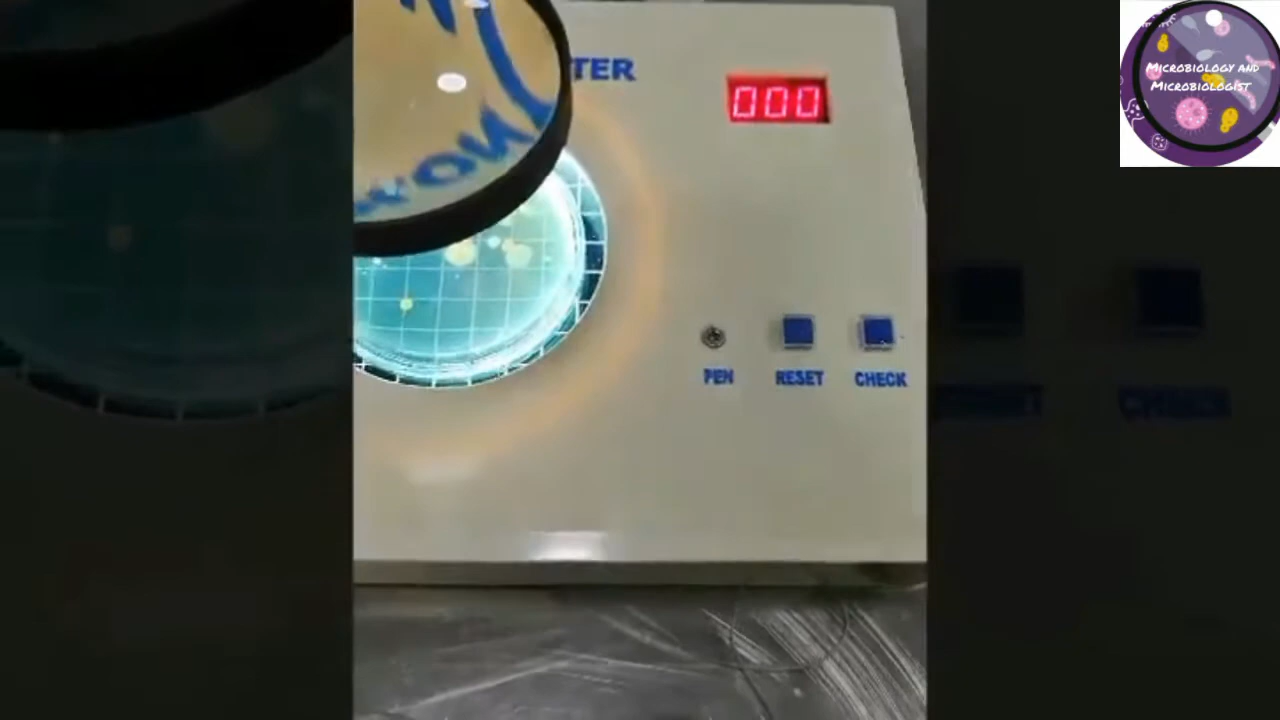 TER
000
PEN
RESET
CHECK
MICROBIOLOGY AND
MICROBIOLOGIST